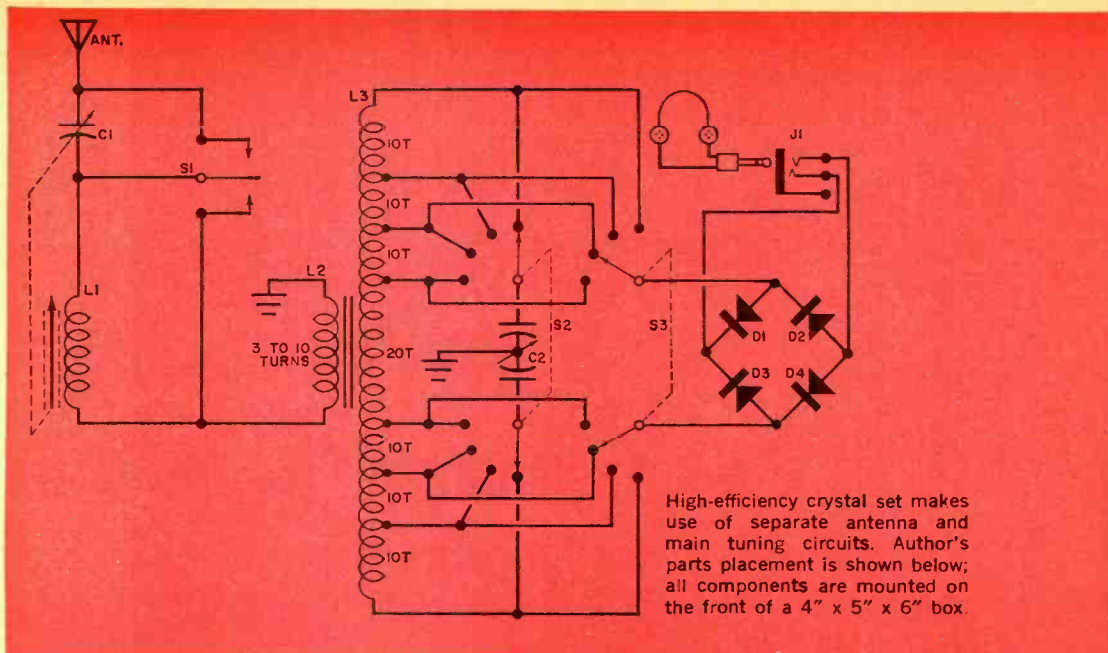 ANT.
C1
S1
L1
L2
3 TO 10
TURNS
L3
10T
10T
10T
20T
10T
10T
10T
S2
C2
S3
J1
D1
D2
D3
D4
High-efficiency crystal set makes
use of separate antenna and
main tuning circuits. Author's
parts placement is shown below;
all components are mounted on
the front of a 4" x 5" x 6" box.